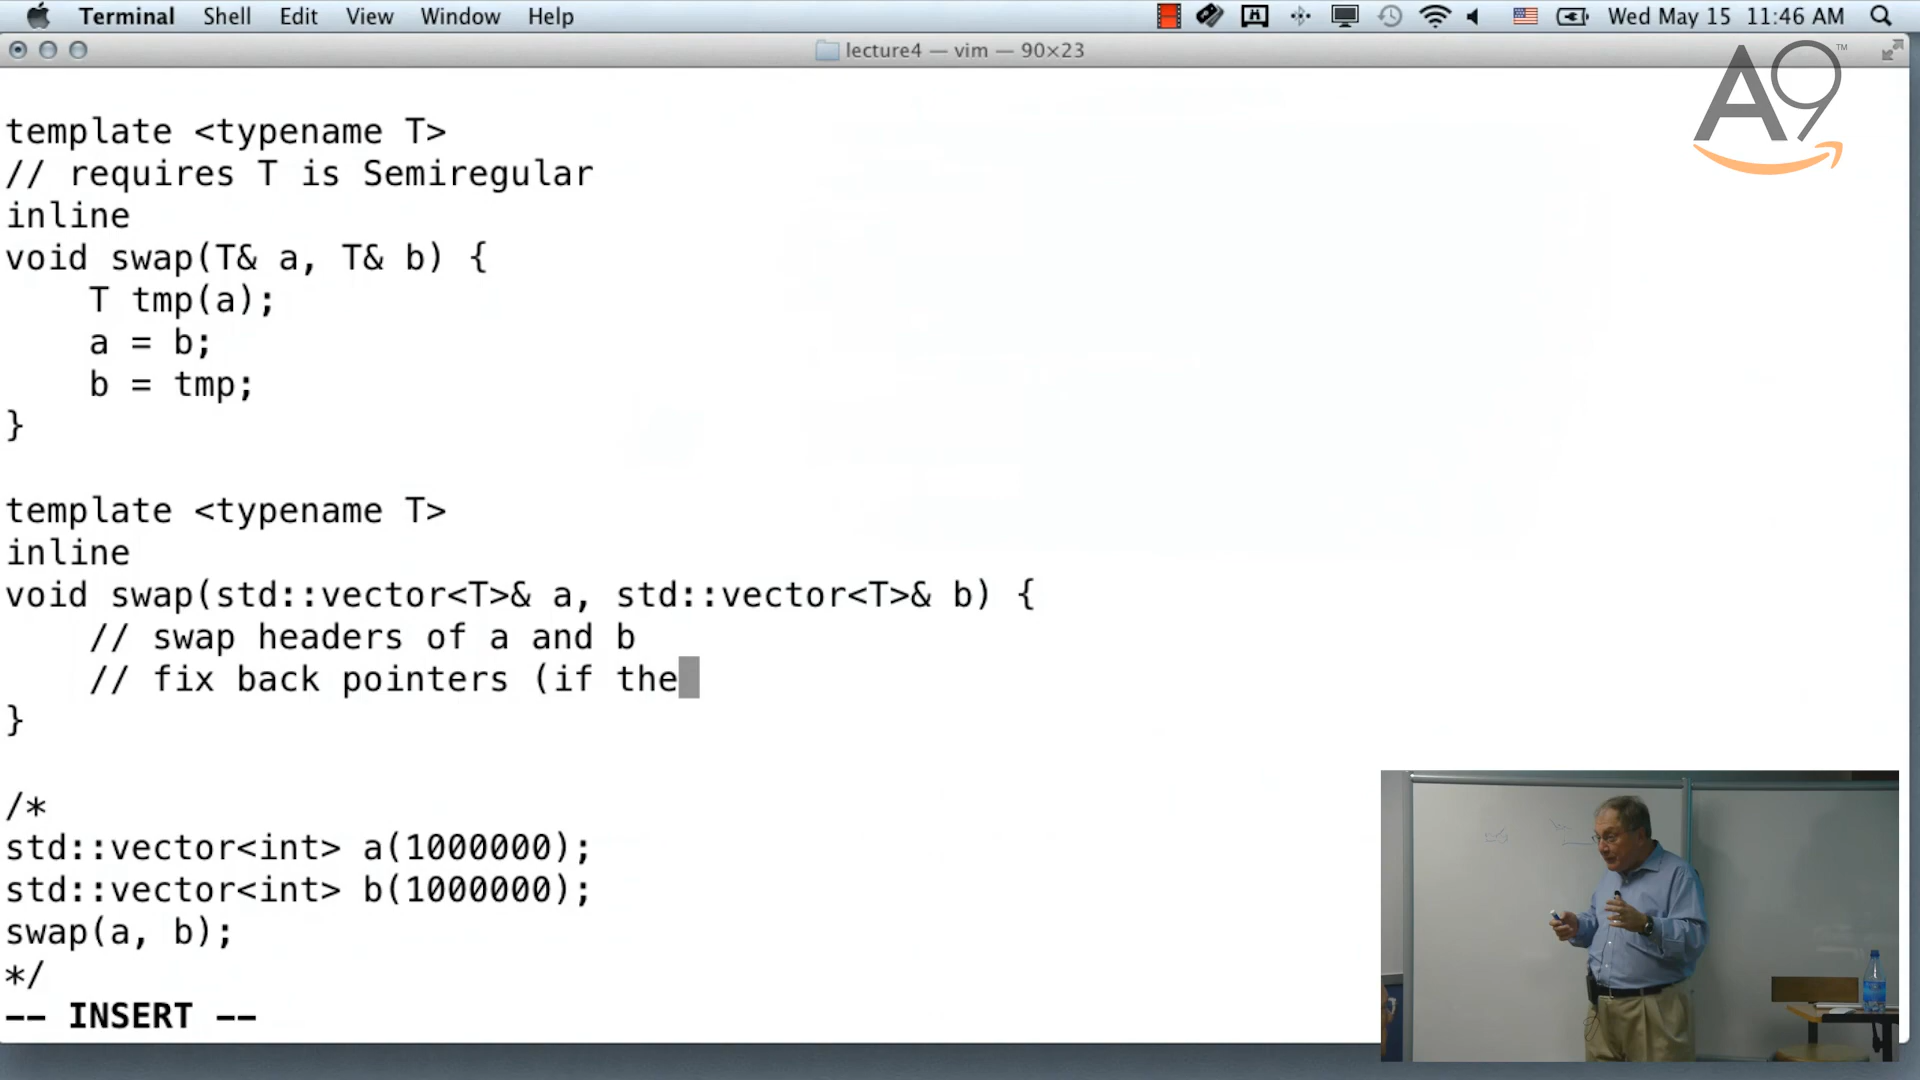 Terminal Shell Edit View Window Help Wed May 15 11:46 AM
lecture4 — vim — 90×23
A9™
template <typename T>
// requires T is Semiregular
inline
void swap(T& a, T& b) {
    T tmp(a);
    a = b;
    b = tmp;
}
template <typename T>
inline
void swap(std::vector<T>& a, std::vector<T>& b) {
    // swap headers of a and b
    // fix back pointers (if the
}
/*
std::vector<int> a(1000000);
std::vector<int> b(1000000);
swap(a, b);
*/
-- INSERT --